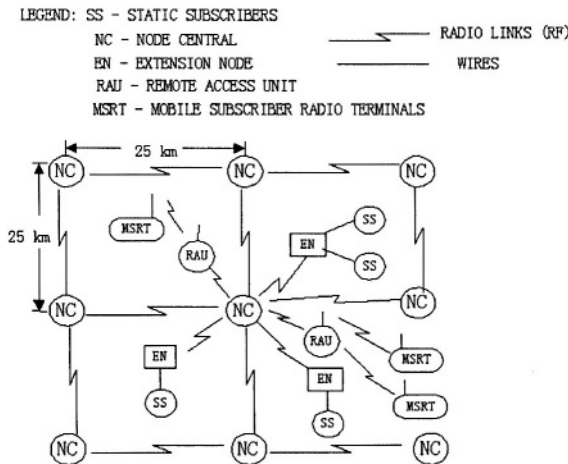 LEGEND: SS - STATIC SUBSCRIBERS
NC - NODE CENTRAL
RADIO LINKS (RF)
EN - EXTENSION NODE
WIRES
RAU - REMOTE ACCESS UNIT
MSRT - MOBILE SUBSCRIBER RADIO TERMINALS
25 km
NC
NC
NC
25 km
MSRT
RAU
EN
SS
SS
NC
NC
NC
RAU
EN
MSRT
EN
SS
MSRT
SS
NC
NC
NC